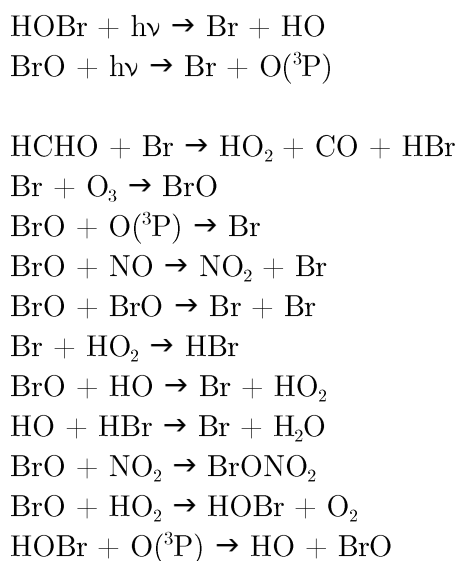 HOBr + hν → Br + HO
BrO + hν → Br + O(³P)
HCHO + Br → HO₂ + CO + HBr
Br + O₃ → BrO
BrO + O(³P) → Br
BrO + NO → NO₂ + Br
BrO + BrO → Br + Br
Br + HO₂ → HBr
BrO + HO → Br + HO₂
HO + HBr → Br + H₂O
BrO + NO₂ → BrONO₂
BrO + HO₂ → HOBr + O₂
HOBr + O(³P) → HO + BrO